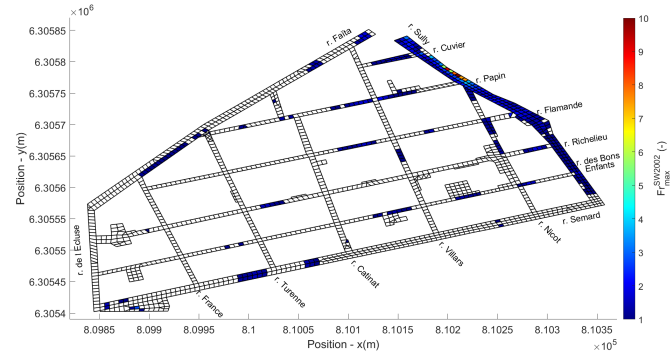 ×10⁶
6.30585
6.3058
6.30575
6.3057
6.30565
6.3056
6.30555
6.3055
6.30545
6.3054
Position - y(m)
r. Faïta
r. Sully
r. Cuvier
r. Papin
r. Flamande
r. Richelieu
r. des Bons
Enfants
r. Semard
r. Nicot
r. Villars
r. Catinat
r. Turenne
r. France
r. de l Ecluse
8.0985 8.099 8.0995 8.1 8.1005 8.101 8.1015 8.102 8.1025 8.103 8.1035
Position - x(m)
×10⁵
10
9
8
7
6
5
4
3
2
1
Fr_max^SW2002 (-)